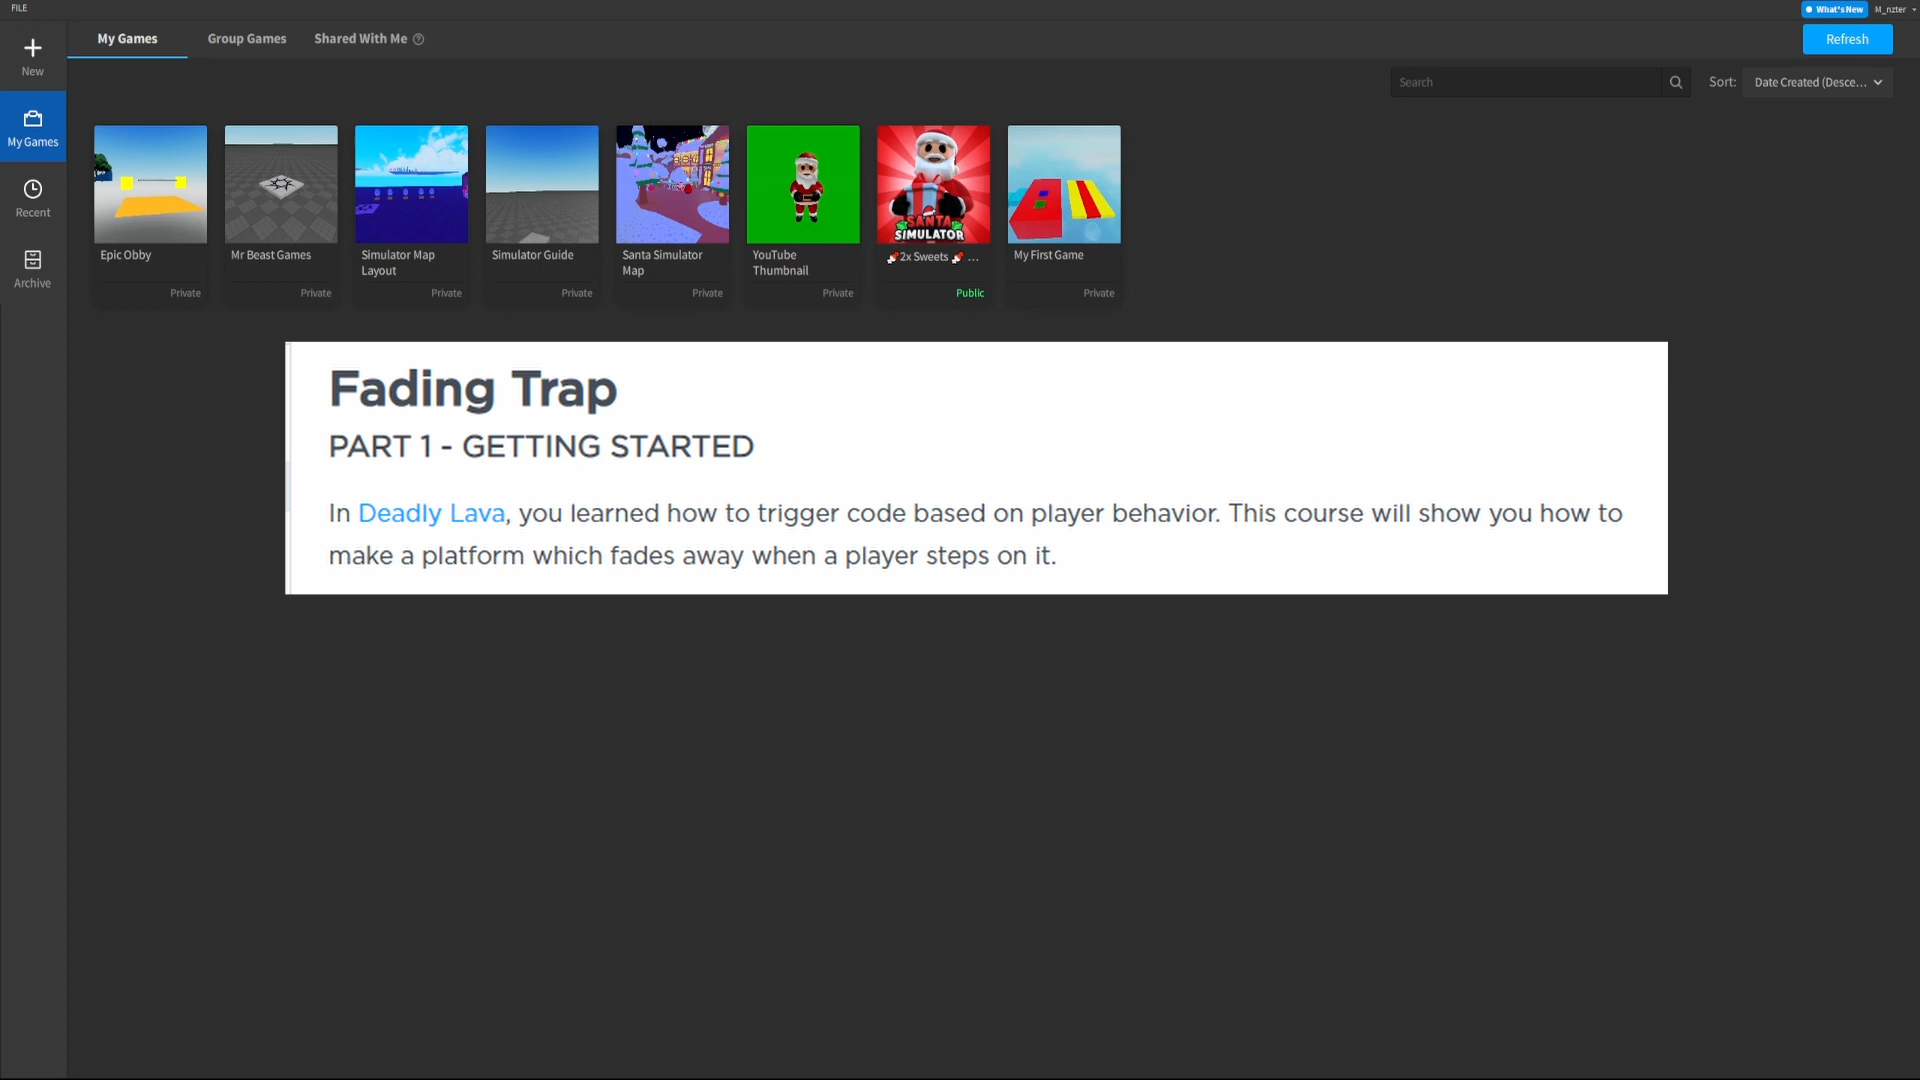 FILE
What's New
M_nzter
My Games
Group Games
Shared With Me
Refresh
New
My Games
Recent
Archive
Search
Sort:
Date Created (Desce...
SANTA
SIMULATOR
Epic Obby
Private
Mr Beast Games
Private
Simulator Map
Layout
Private
Simulator Guide
Private
Santa Simulator
Map
Private
YouTube
Thumbnail
Private
2x Sweets ...
Public
My First Game
Private
Fading Trap
PART 1 - GETTING STARTED
In Deadly Lava, you learned how to trigger code based on player behavior. This course will show you how to
make a platform which fades away when a player steps on it.